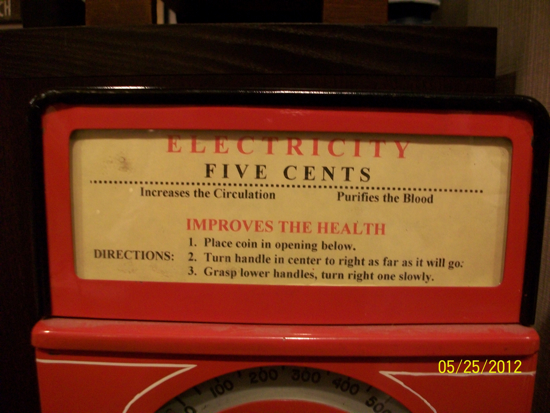 ELECTRICITY
FIVE CENTS
Increases the Circulation Purifies the Blood
IMPROVES THE HEALTH
DIRECTIONS: 1. Place coin in opening below.
2. Turn handle in center to right as far as it will go.
3. Grasp lower handles, turn right one slowly.
100 200 300 400 500
05/25/2012